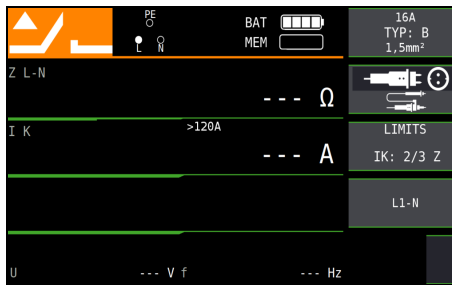 PE
L N
BAT
MEM
16A
TYP: B
1,5mm²
Z L-N
--- Ω
I K >120A
--- A
LIMITS
IK: 2/3 Z
L1-N
U --- V f --- Hz